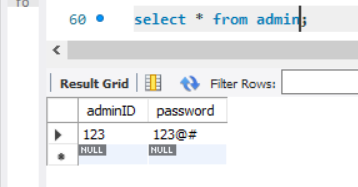 60 select * from admin;
Result Grid Filter Rows:
adminID password
123 123@#
NULL NULL